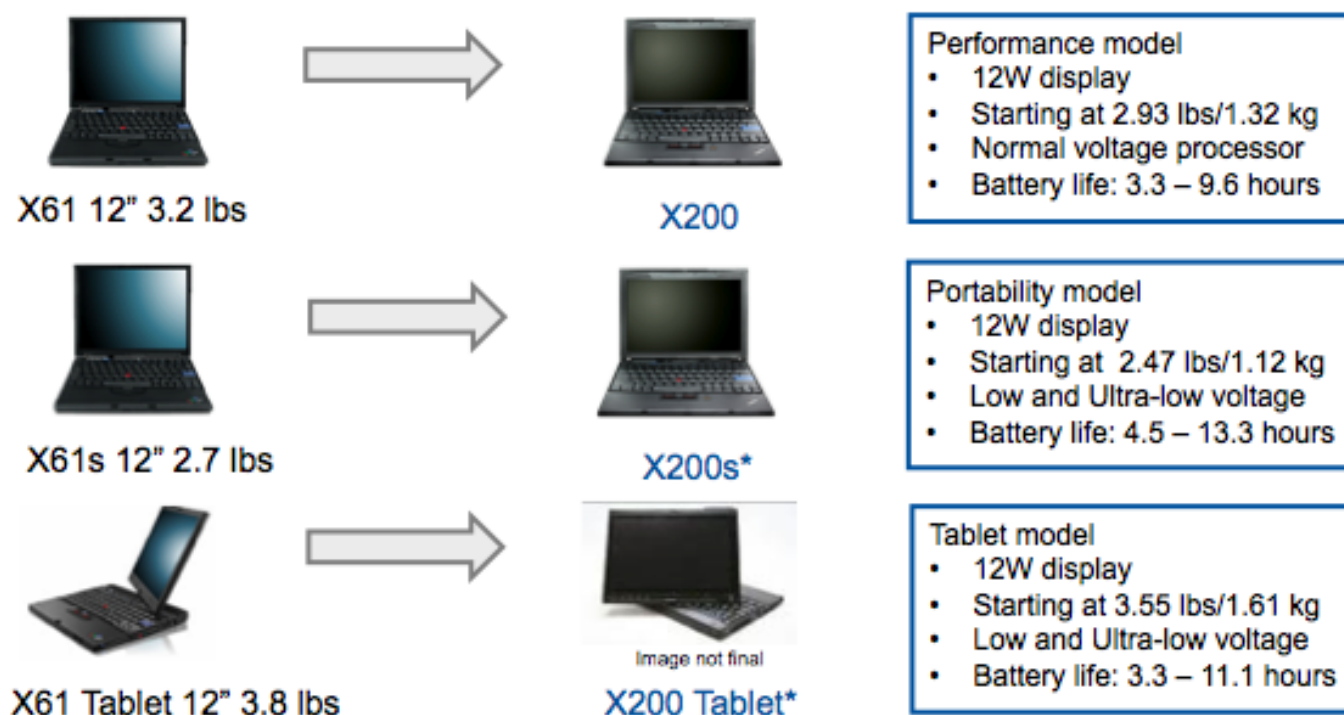 X61 12” 3.2 lbs
X200
Performance model
• 12W display
• Starting at 2.93 lbs/1.32 kg
• Normal voltage processor
• Battery life: 3.3 – 9.6 hours
X61s 12” 2.7 lbs
X200s*
Portability model
• 12W display
• Starting at 2.47 lbs/1.12 kg
• Low and Ultra-low voltage
• Battery life: 4.5 – 13.3 hours
X61 Tablet 12” 3.8 lbs
Image not final
X200 Tablet*
Tablet model
• 12W display
• Starting at 3.55 lbs/1.61 kg
• Low and Ultra-low voltage
• Battery life: 3.3 – 11.1 hours